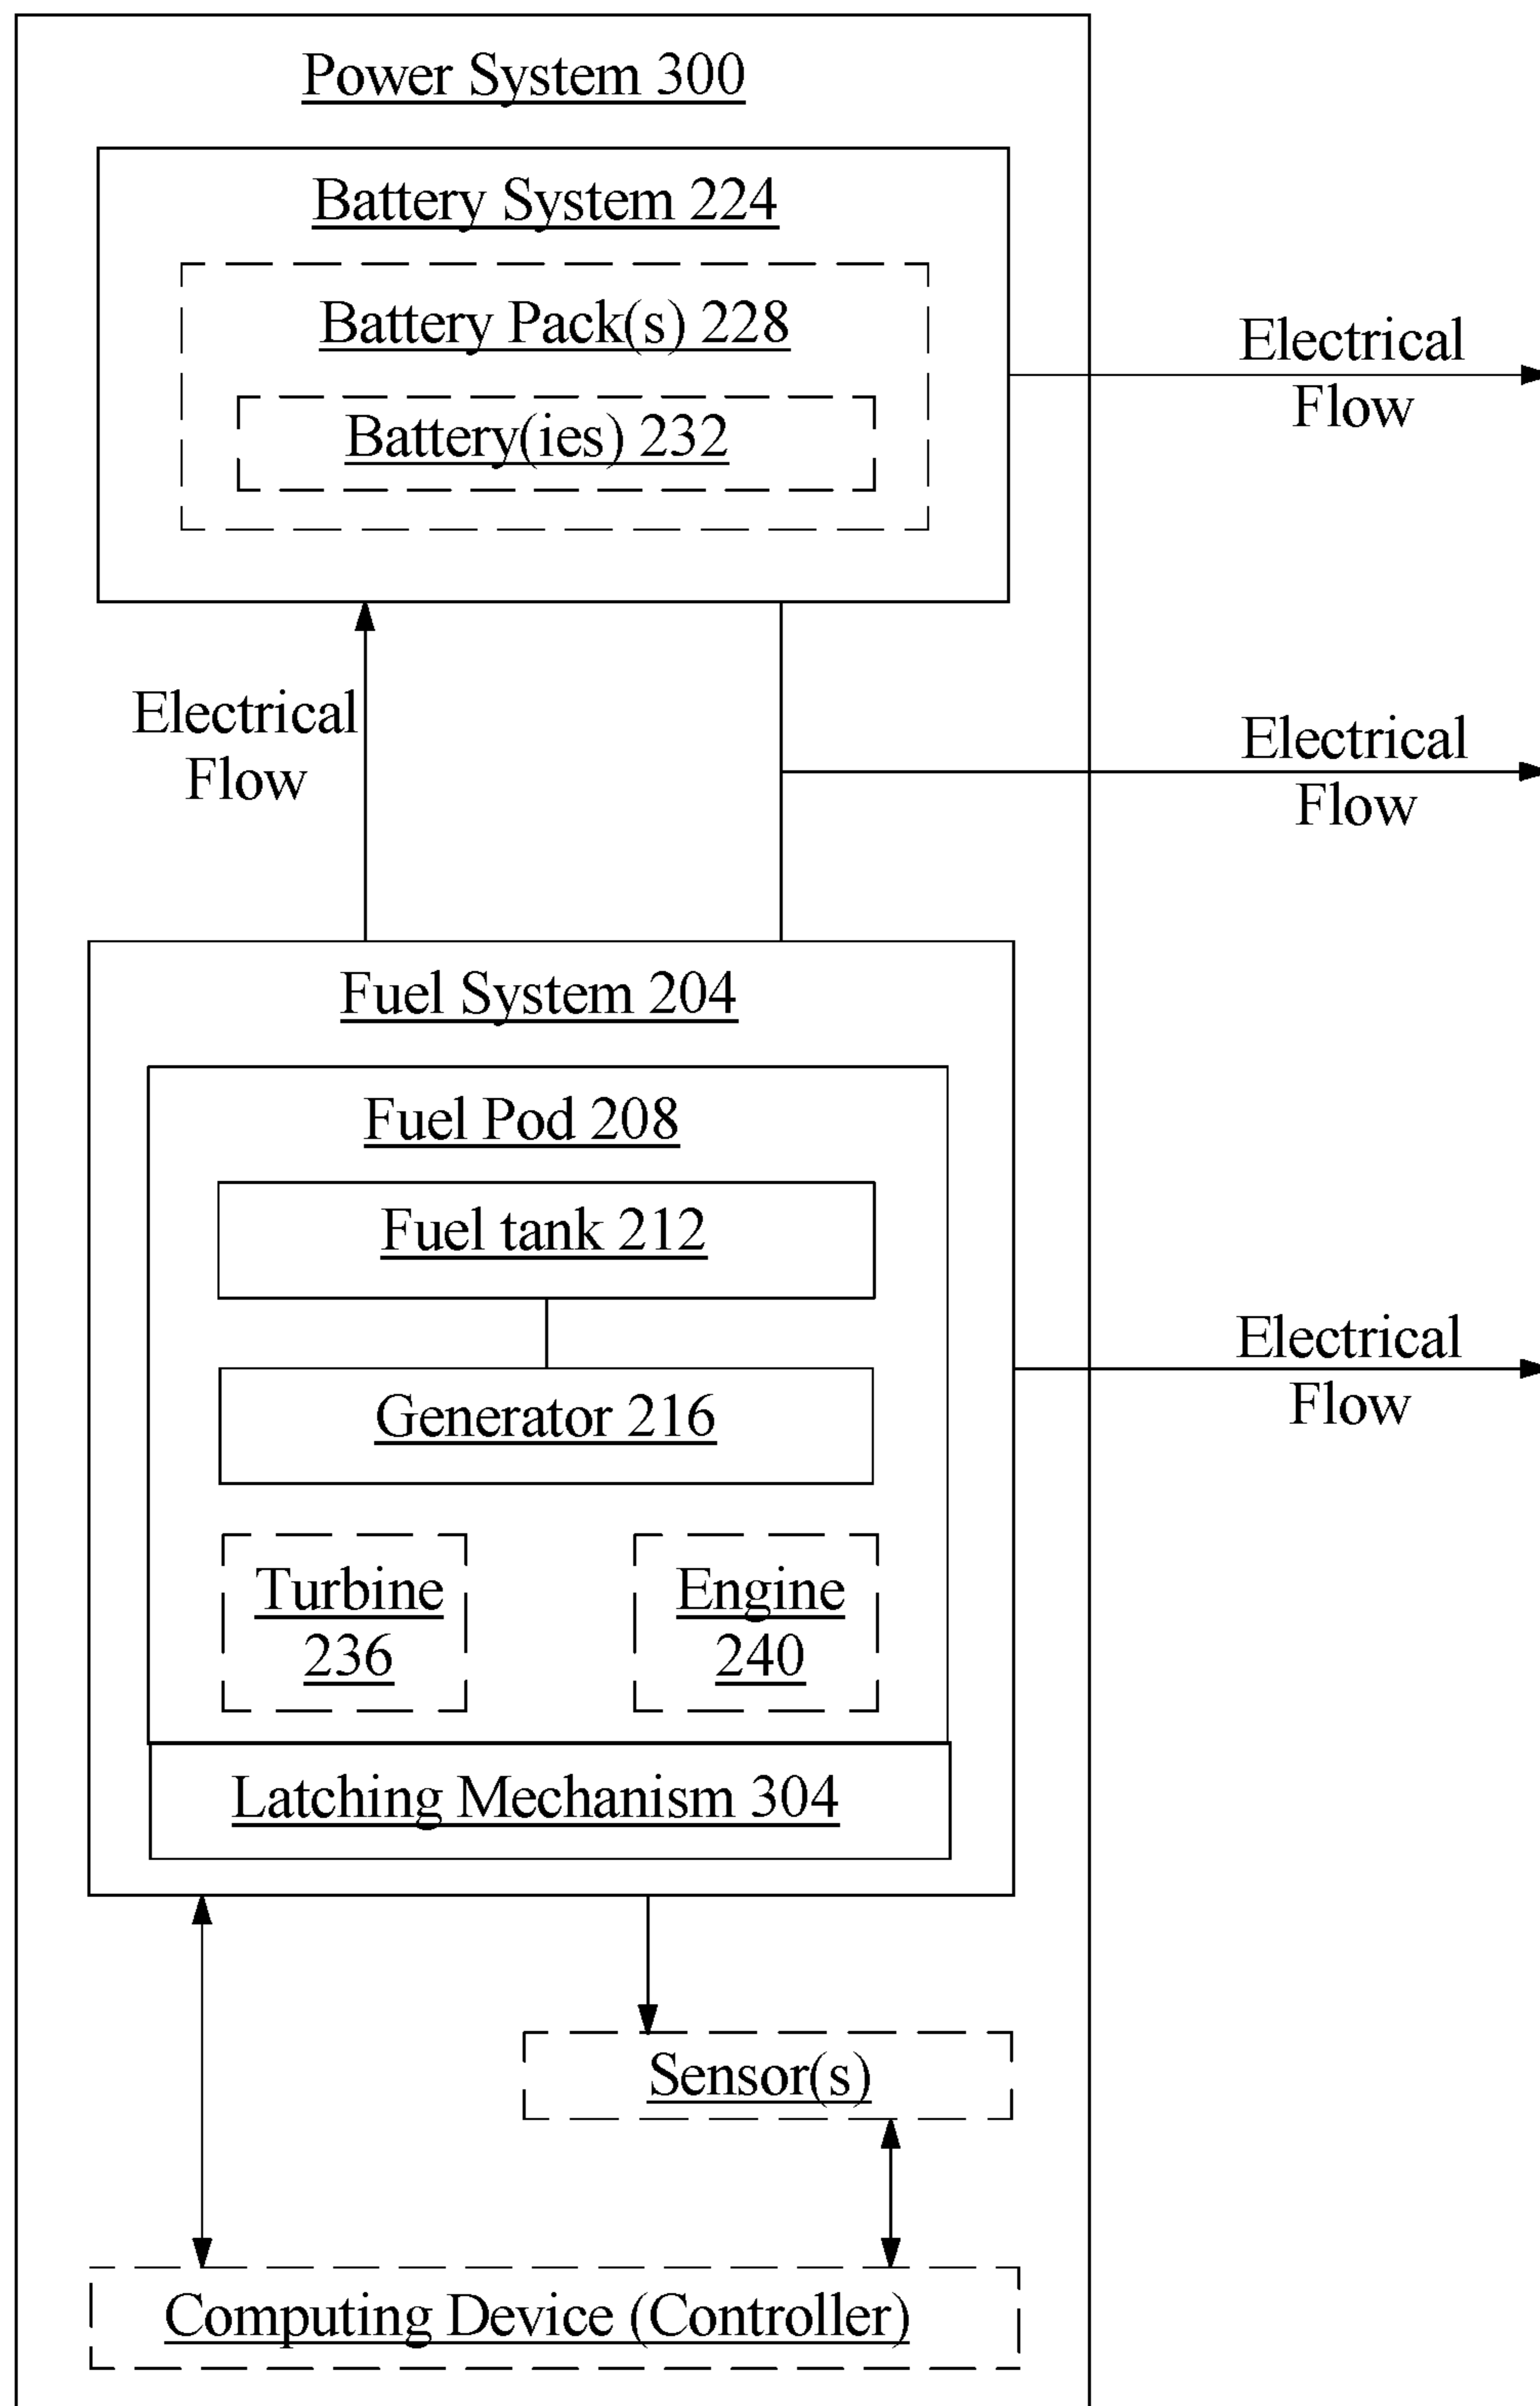 Power System 300
Battery System 224
Battery Pack(s) 228
Battery(ies) 232
Electrical
Flow
Electrical
Flow
Electrical
Flow
Fuel System 204
Fuel Pod 208
Fuel tank 212
Generator 216
Electrical
Flow
Turbine
236
Engine
240
Latching Mechanism 304
Sensor(s)
Computing Device (Controller)